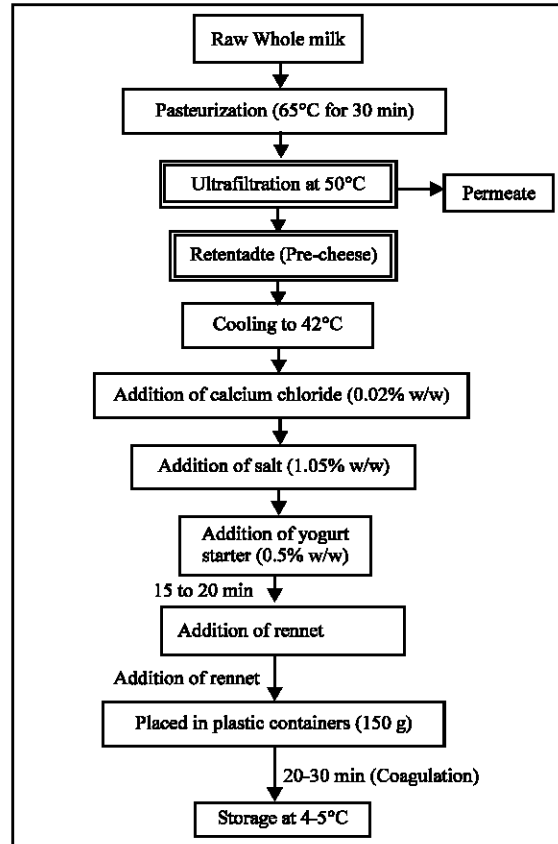 Raw Whole milk
Pasteurization (65°C for 30 min)
Ultrafiltration at 50°C
Permeate
Retentadte (Pre-cheese)
Cooling to 42°C
Addition of calcium chloride (0.02% w/w)
Addition of salt (1.05% w/w)
Addition of yogurt
starter (0.5% w/w)
15 to 20 min
Addition of rennet
Addition of rennet
Placed in plastic containers (150 g)
20-30 min (Coagulation)
Storage at 4-5°C